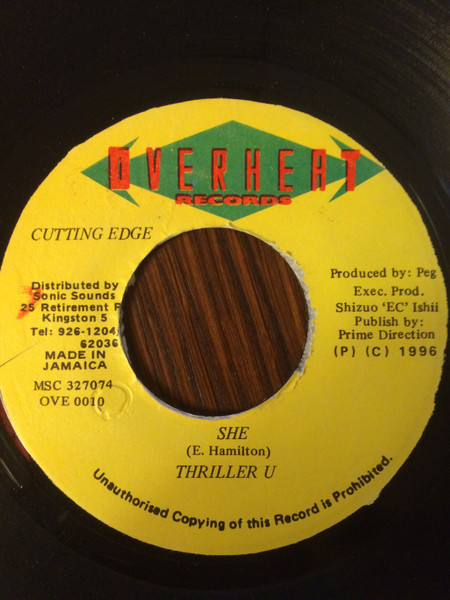 OVERHEAT
RECORDS
CUTTING EDGE
Distributed by
Sonic Sounds
25 Retirement
Kingston 5
Tel: 926-1204
62036
MADE IN
JAMAICA
MSC 327074
OVE 0010
Produced by: Peg
Exec. Prod.
Shizuo 'EC' Ishii
Publish by:
Prime Direction
(P) (C) 1996
SHE
(E. Hamilton)
THRILLER U
Unauthorised Copying of this Record is Prohibited.